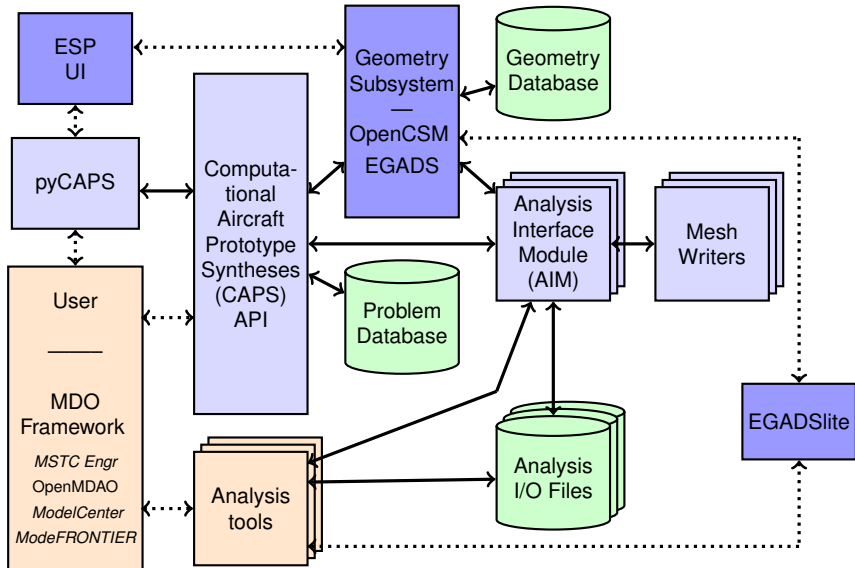 ESP
UI
pyCAPS
User
MDO
Framework
MSTC Engr
OpenMDAO
ModelCenter
ModeFRONTIER
Computa-
tional
Aircraft
Prototype
Syntheses
(CAPS)
API
Geometry
Subsystem
—
OpenCSM
EGADS
Geometry
Database
Problem
Database
Analysis
Interface
Module
(AIM)
Mesh
Writers
EGADSlite
Analysis
tools
Analysis
I/O Files